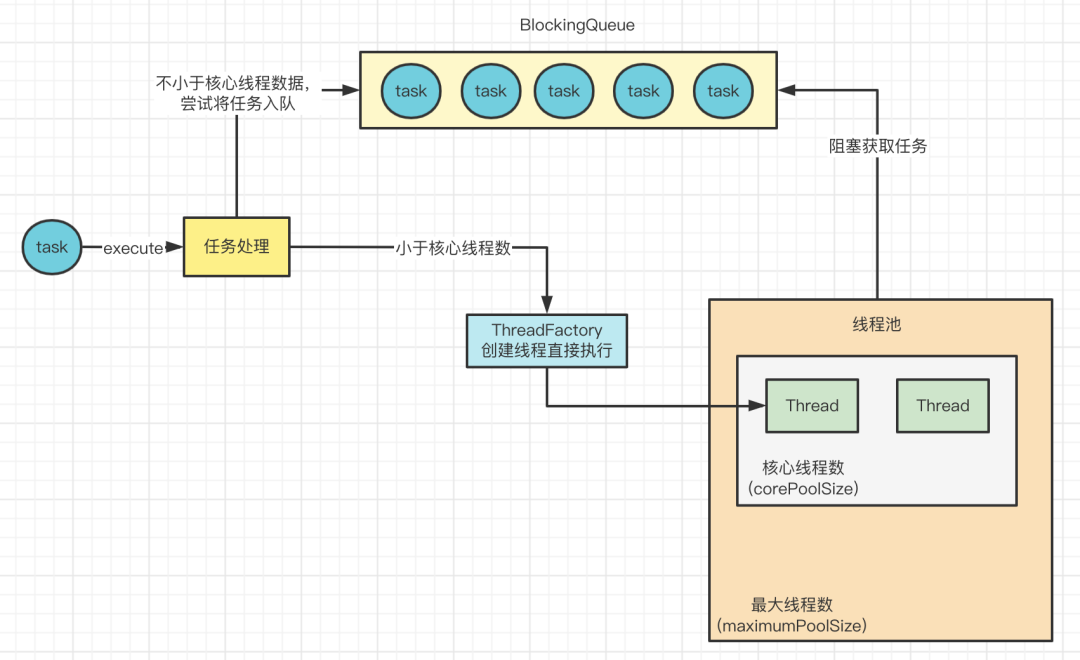 BlockingQueue
不小于核心线程数据，
尝试将任务入队
task
task
task
task
task
阻塞获取任务
task
execute
任务处理
小于核心线程数
ThreadFactory
创建线程直接执行
线程池
Thread
Thread
核心线程数
(corePoolSize)
最大线程数
(maximumPoolSize)